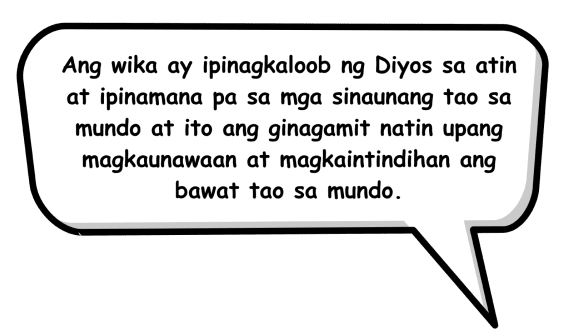 Ang wika ay ipinagkaloob ng Diyos sa atin
at ipinamana pa sa mga sinaunang tao sa
mundo at ito ang ginagamit natin upang
magkaunawaan at magkaintindihan ang
bawat tao sa mundo.